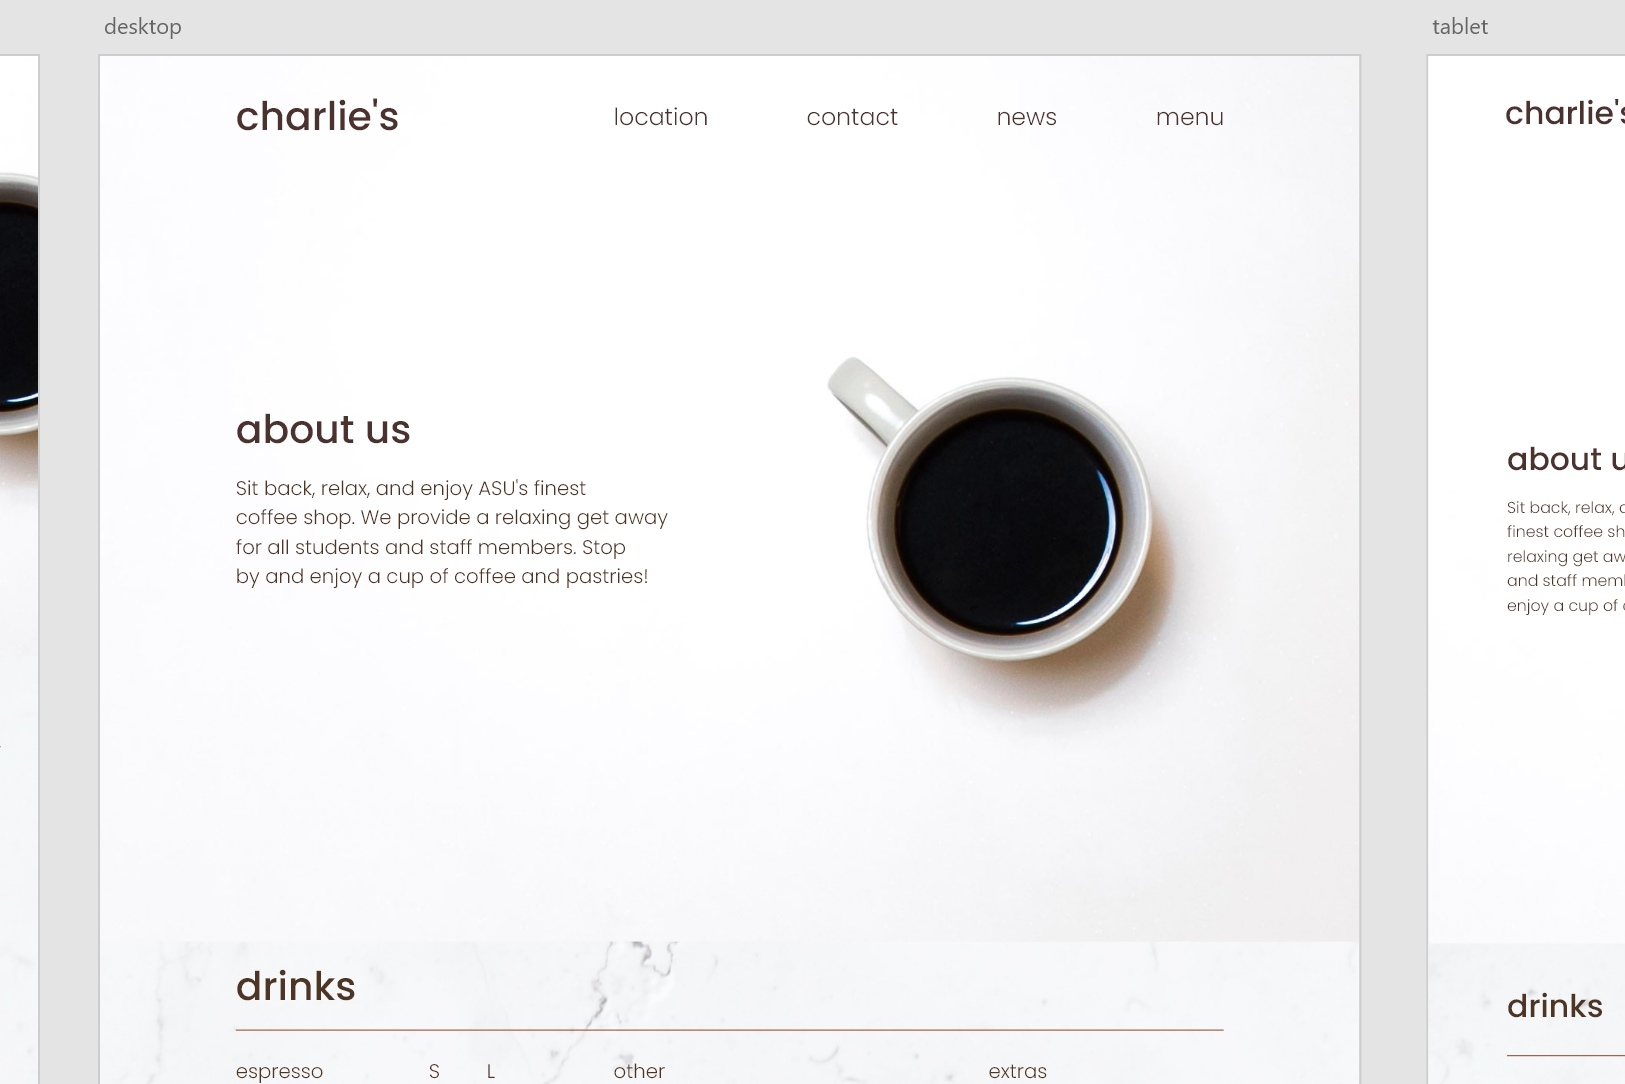 desktop
charlie's
location contact news menu
about us
Sit back, relax, and enjoy ASU's finest
coffee shop. We provide a relaxing get away
for all students and staff members. Stop
by and enjoy a cup of coffee and pastries!
drinks
espresso S L other extras
tablet
charlie's
about
Sit back, relax,
finest coffee
relaxing get
and staff
enjoy a cup of
drinks